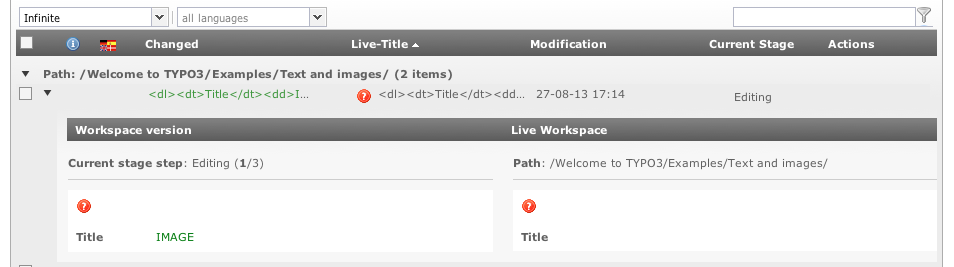 Infinite all languages
Changed Live-Title Modification Current Stage Actions
Path: /Welcome to TYPO3/Examples/Text and images/ (2 items)
<dl><dt>Title</dt><dd>I... <dl><dt>Title</dt><dd... 27-08-13 17:14 Editing
Workspace version Live Workspace
Current stage step: Editing (1/3) Path: /Welcome to TYPO3/Examples/Text and images/
Title IMAGE Title